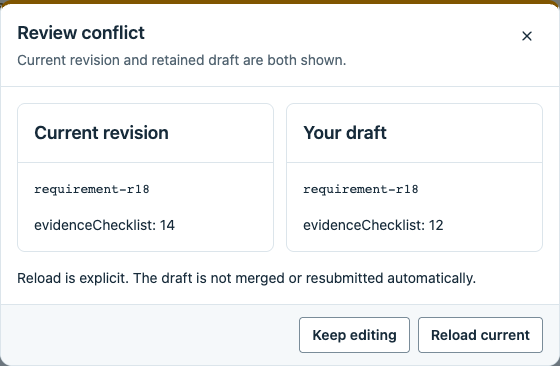 Review conflict
Current revision and retained draft are both shown.
Current revision
requirement-r18
evidenceChecklist: 14
Your draft
requirement-r18
evidenceChecklist: 12
Reload is explicit. The draft is not merged or resubmitted automatically.
Keep editing
Reload current